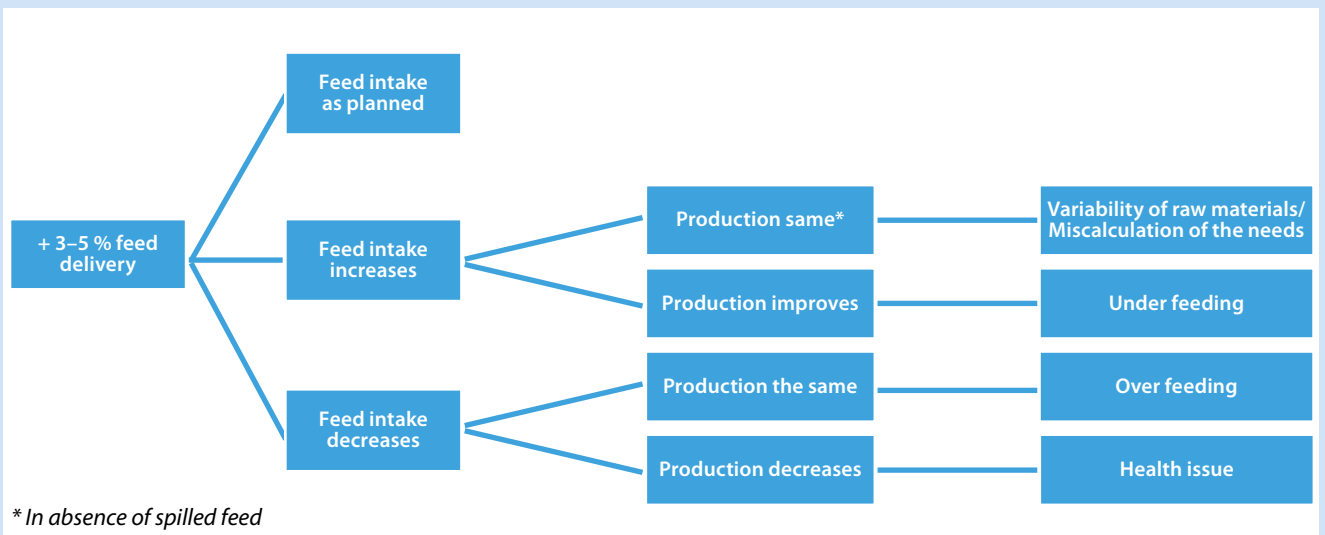 Feed intake
as planned
+ 3–5 % feed
delivery
Feed intake
increases
Feed intake
decreases
Production same*
Production improves
Production the same
Production decreases
Variability of raw materials/
Miscalculation of the needs
Under feeding
Over feeding
Health issue
* In absence of spilled feed